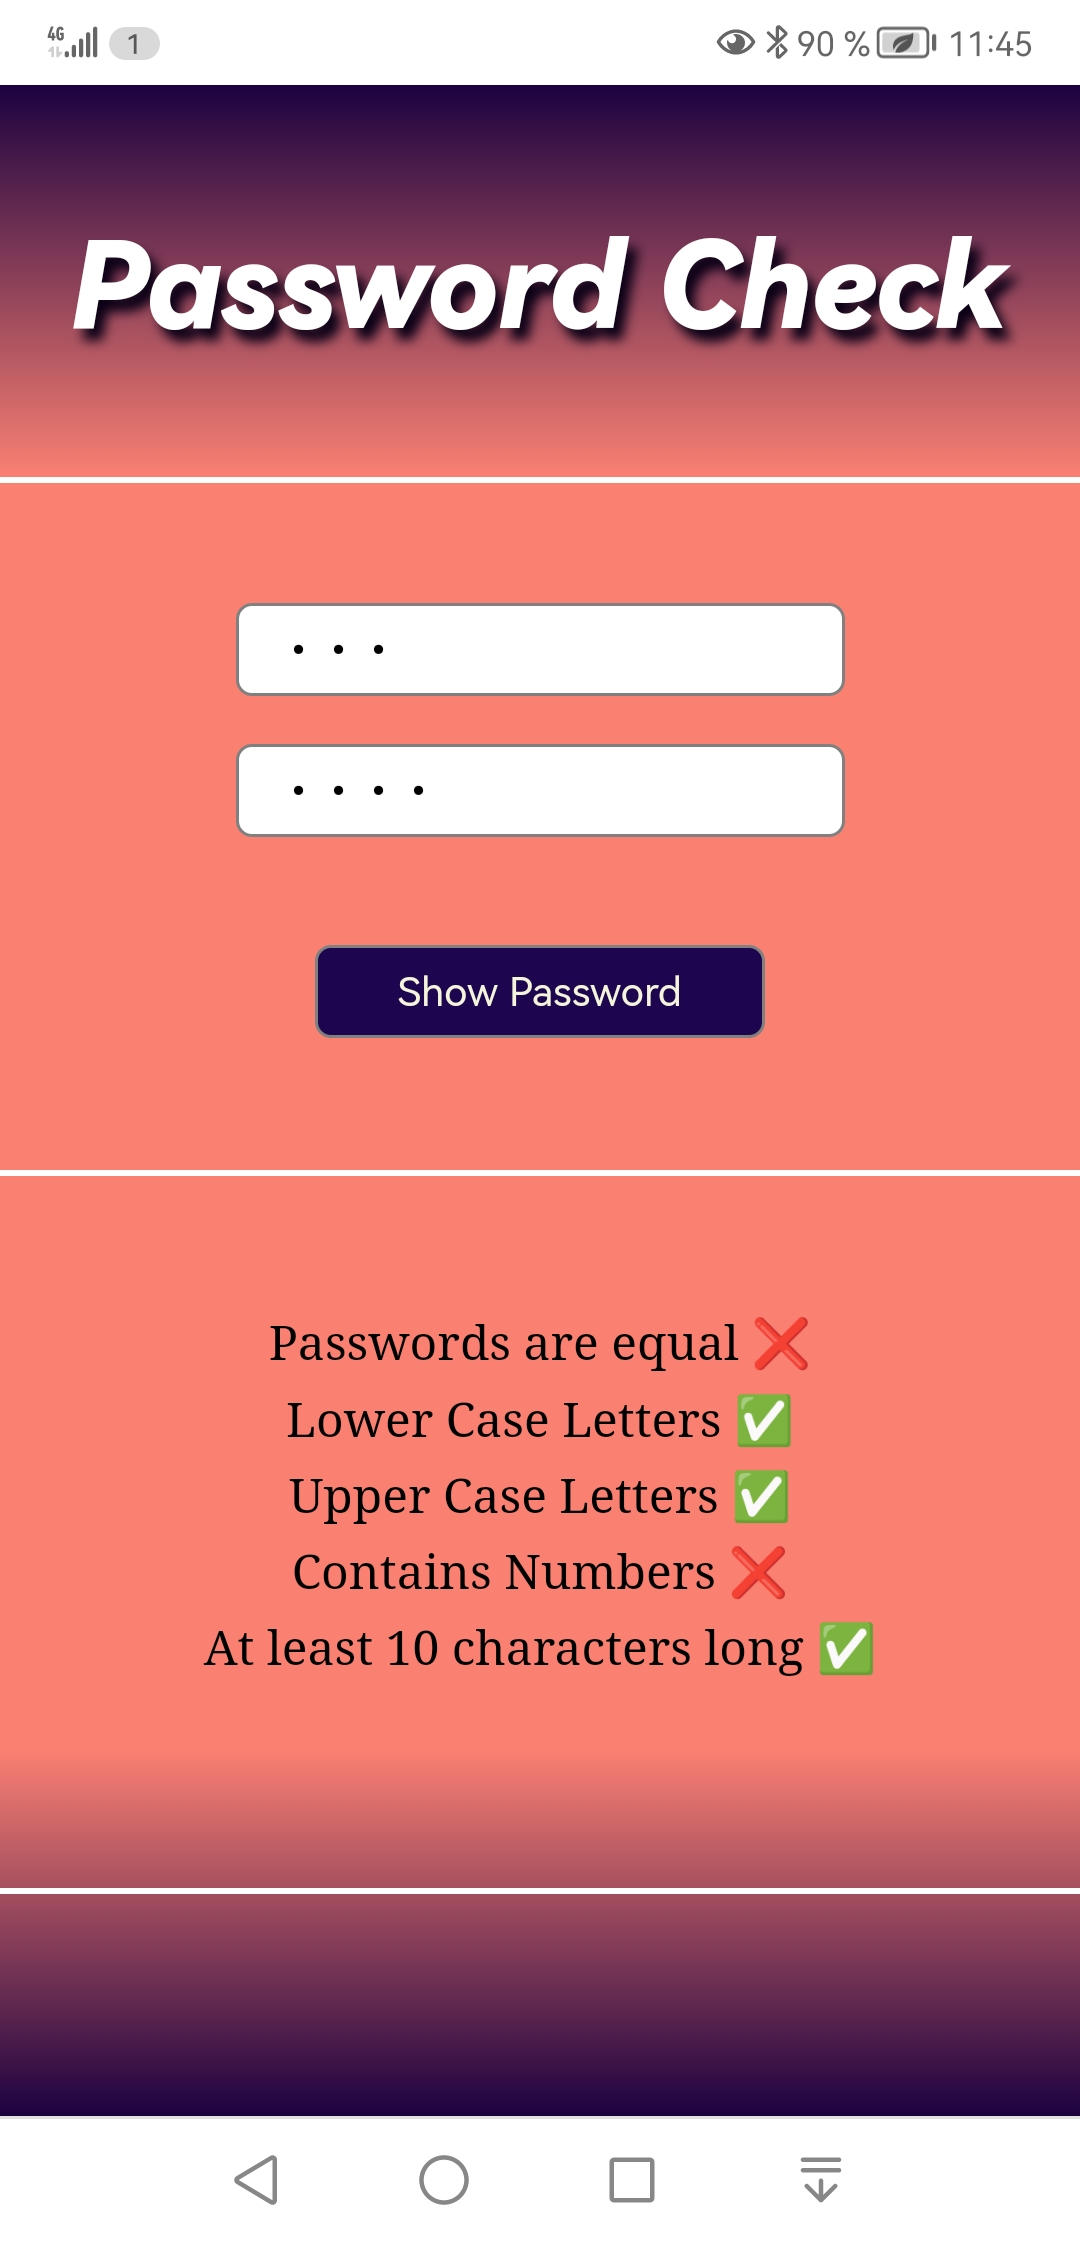 4G 1 90 % 11:45
Password Check
Show Password
Passwords are equal ❌
Lower Case Letters ✅
Upper Case Letters ✅
Contains Numbers ❌
At least 10 characters long ✅